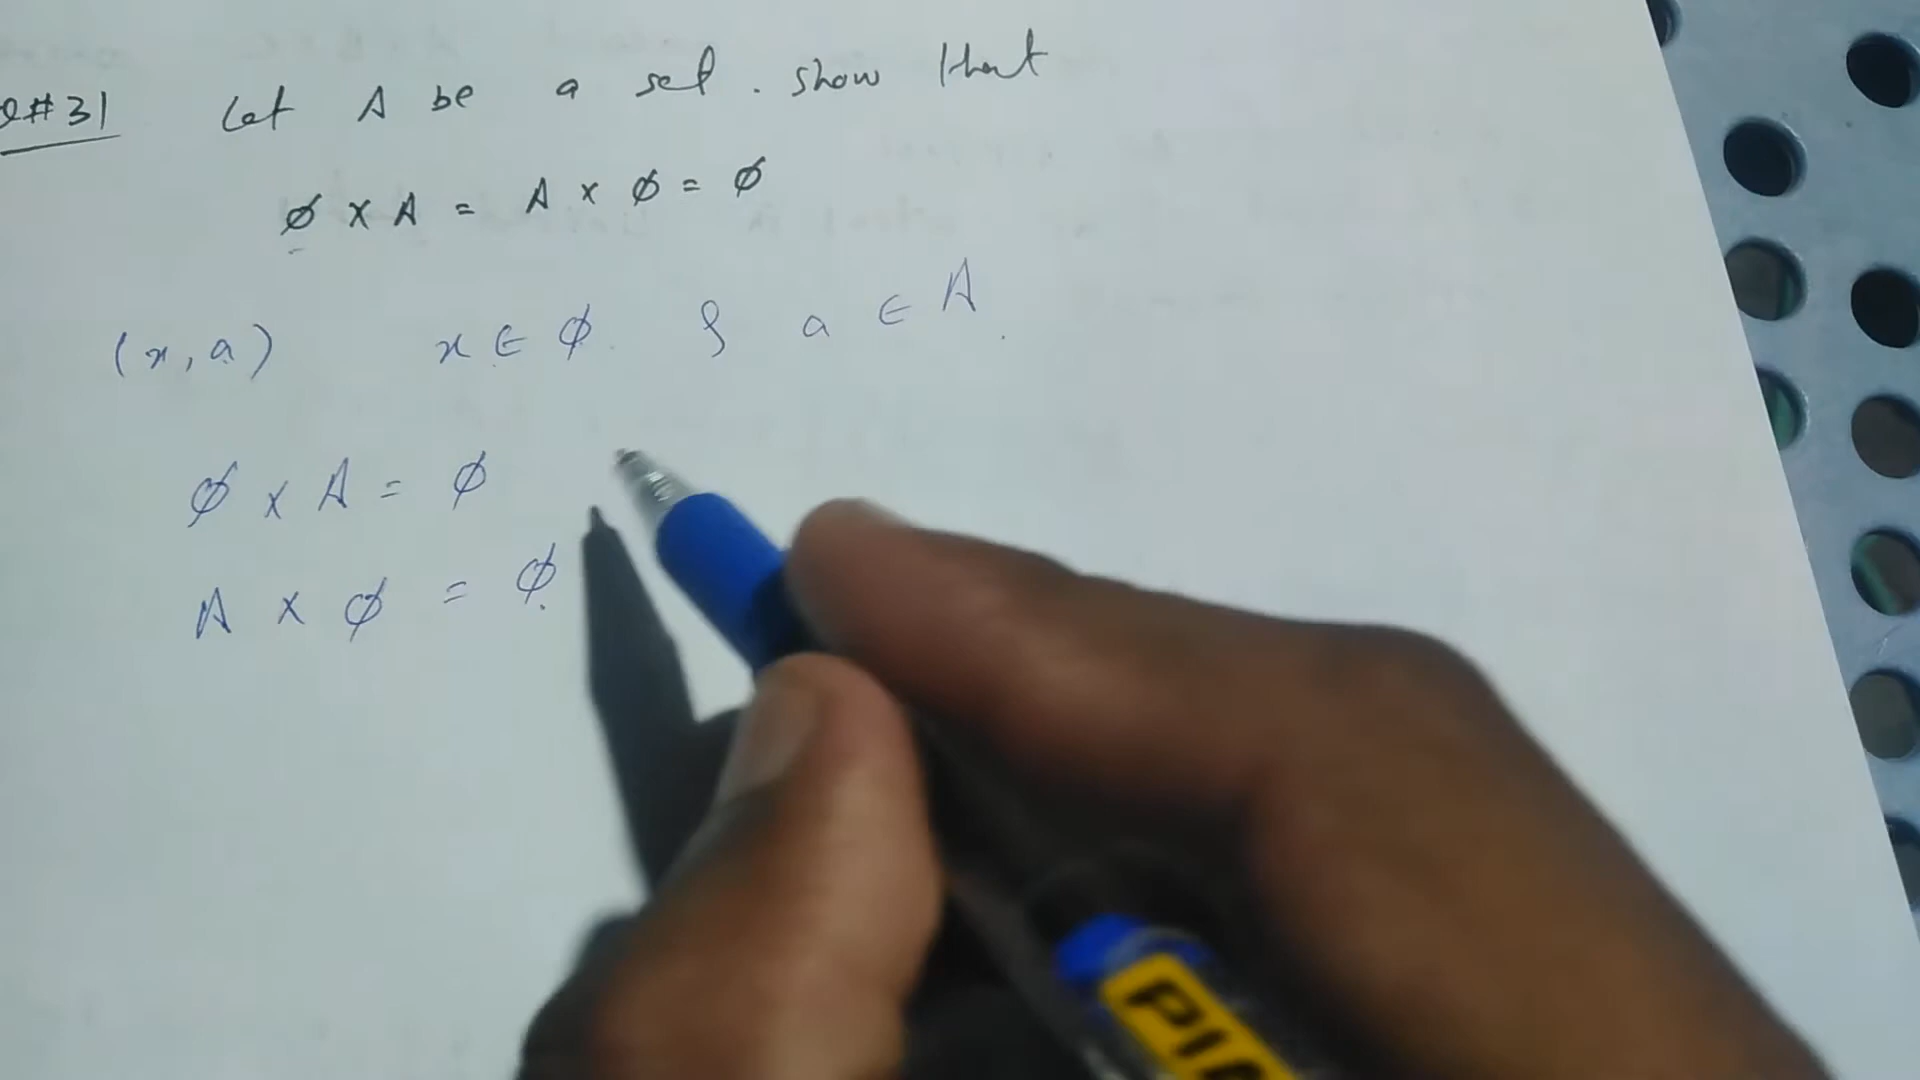 Q#31 Let A be a set. show that
∅ × A = A × ∅ = ∅
(x, a) x ∈ ∅ & a ∈ A.
∅ × A = ∅
A × ∅ = ∅